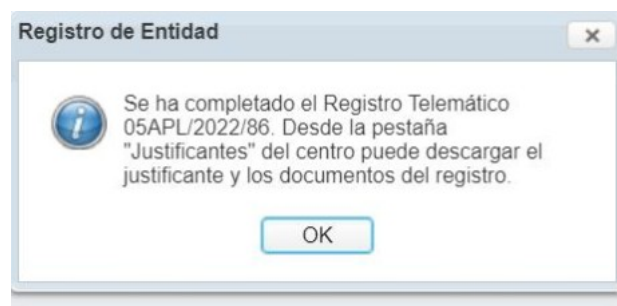 Registro de Entidad
Se ha completado el Registro Telemático
05APL/2022/86. Desde la pestaña
"Justificantes" del centro puede descargar el
justificante y los documentos del registro.
OK